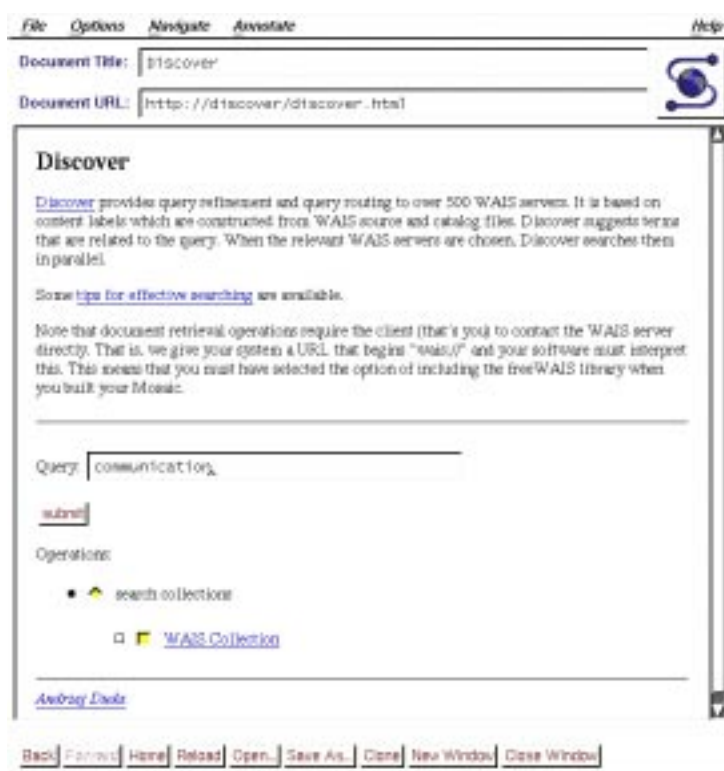 File Options Navigate Annotate Help
Document Title: Discover
Document URL: http://discover/discover.html
Discover
Discover provides query refinement and query routing to over 500 WAIS servers. It is based on
content labels which are constructed from WAIS source and catalog files. Discover suggests terms
that are related to the query. When the relevant WAIS servers are chosen, Discover searches them
in parallel.
Some tips for effective searching are available.
Note that document retrieval operations require the client (that's you) to contact the WAIS server
directly. That is, we give your system a URL that begins "wais://" and your software must interpret
this. This means that you must have selected the option of including the freeWAIS library when
you built your Mosaic.
Query: communication
submit
Operations:
search collections
WAIS Collection
Andrzej Duda
Back Forward Home Reload Open... Save As... Clone New Window Close Window